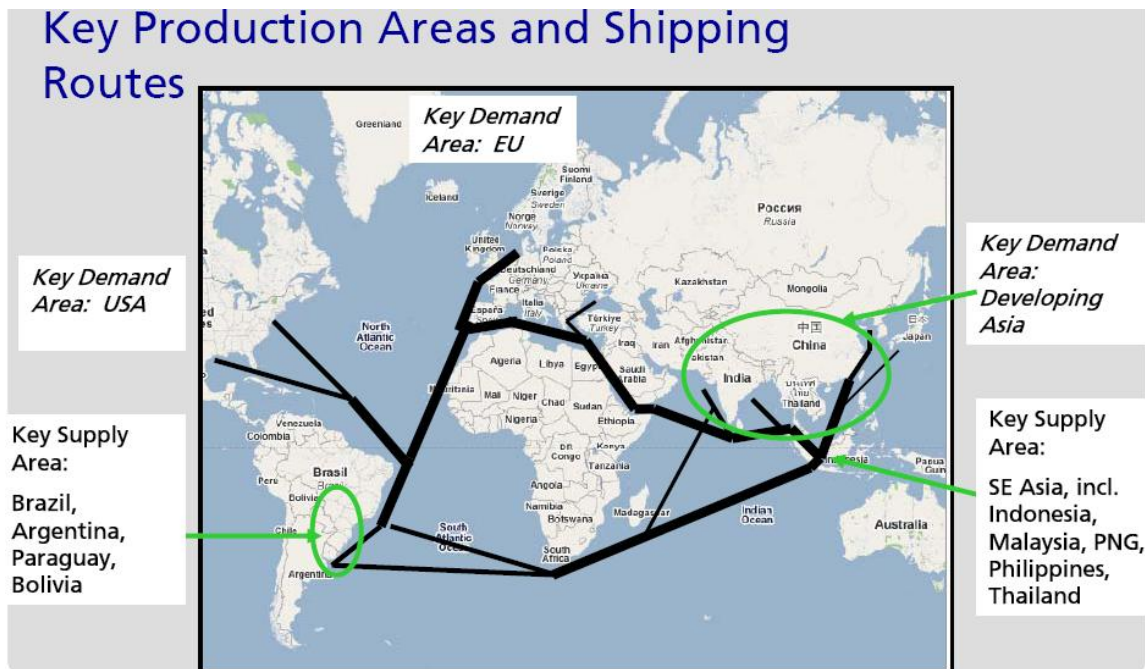 Key Production Areas and Shipping
Routes
Key Demand
Area: EU
Key Demand
Area: USA
Key Demand
Area:
Developing
Asia
Key Supply
Area:
Brazil,
Argentina,
Paraguay,
Bolivia
Key Supply
Area:
SE Asia, incl.
Indonesia,
Malaysia, PNG,
Philippines,
Thailand
Greenland
Iceland
Suomi
Finland
Sverige
Sweden
Norge
Norway
Россия
Russia
United
Kingdom
Polska
Poland
Deutschland
Germany
Україна
Ukraine
France
Kazakhstan
Mongolia
Italia
Italy
España
Türkiye
Turkey
North
Atlantic
Ocean
中国
China
日本
Japan
Iraq
Iran
Afghanistan
Pakistan
Algeria
Libya
Egypt
Saudi
Arabia
India
Mali
Niger
Chad
Sudan
Thailand
Nigeria
Ethiopia
Venezuela
Colombia
DR
Congo
Kenya
Tanzania
Papua
Brasil
Brazil
Peru
Bolivia
Angola
Namibia
Botswana
Madagascar
Indian
Ocean
Australia
Chile
South
Atlantic
South
Africa
Argentina